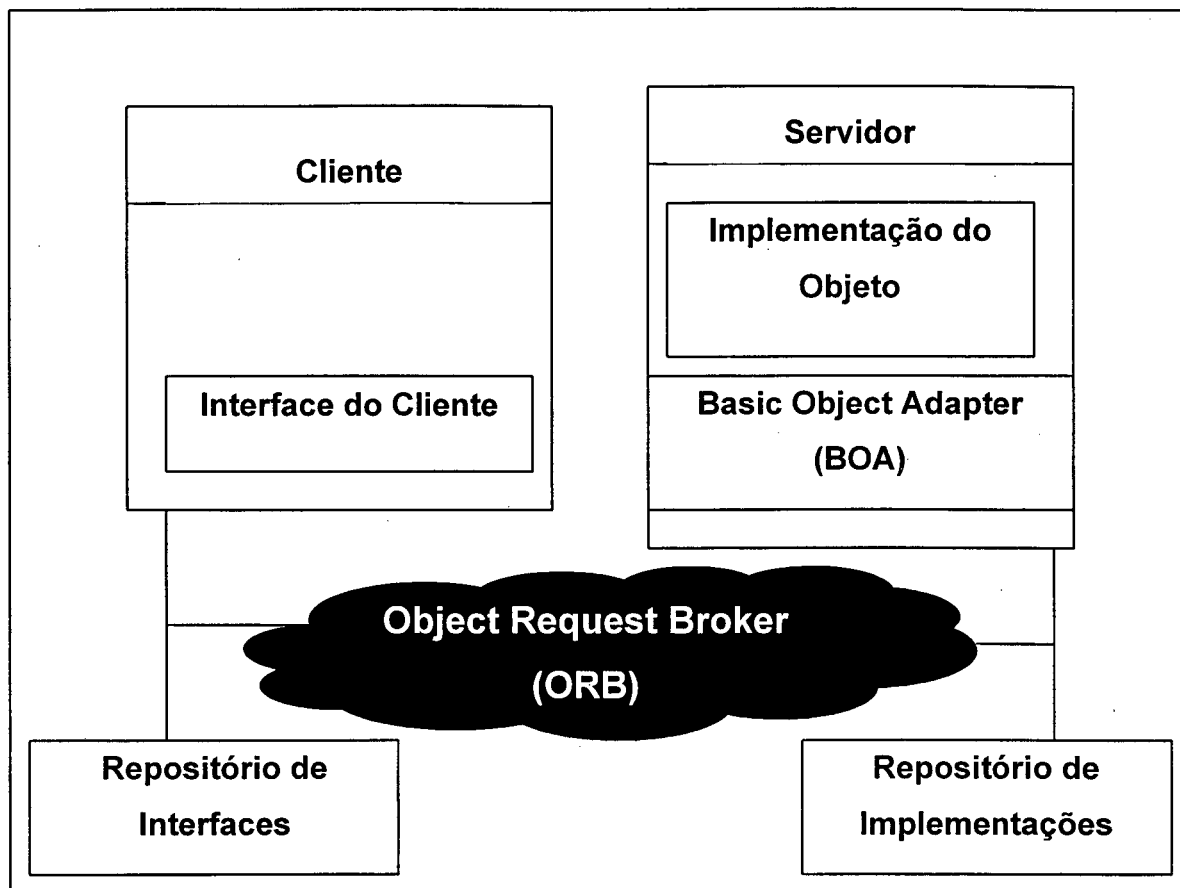 Cliente
Interface do Cliente
Servidor
Implementação do
Objeto
Basic Object Adapter
(BOA)
Object Request Broker
(ORB)
Repositório de
Interfaces
Repositório de
Implementações